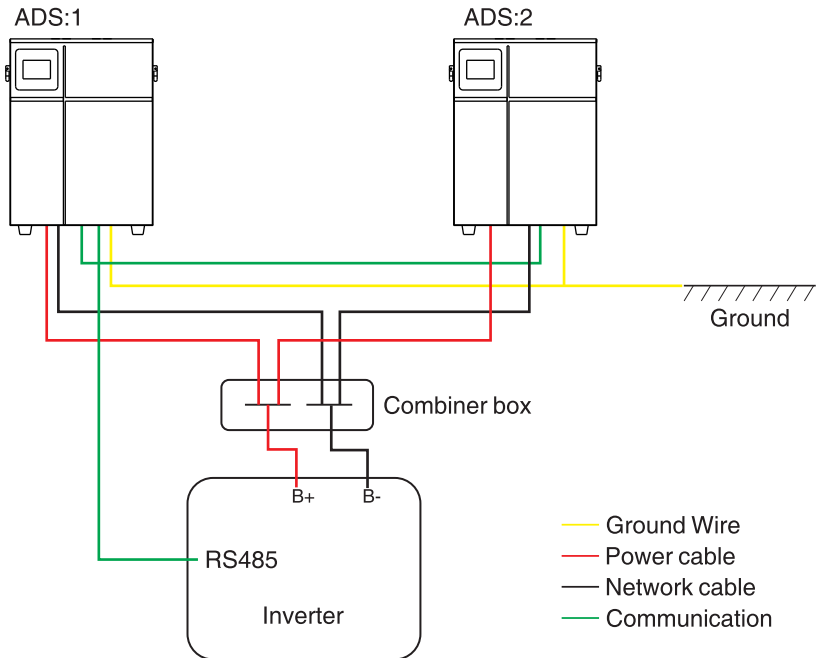 ADS:1
ADS:2
Ground
Combiner box
B+
B-
RS485
Inverter
Ground Wire
Power cable
Network cable
Communication